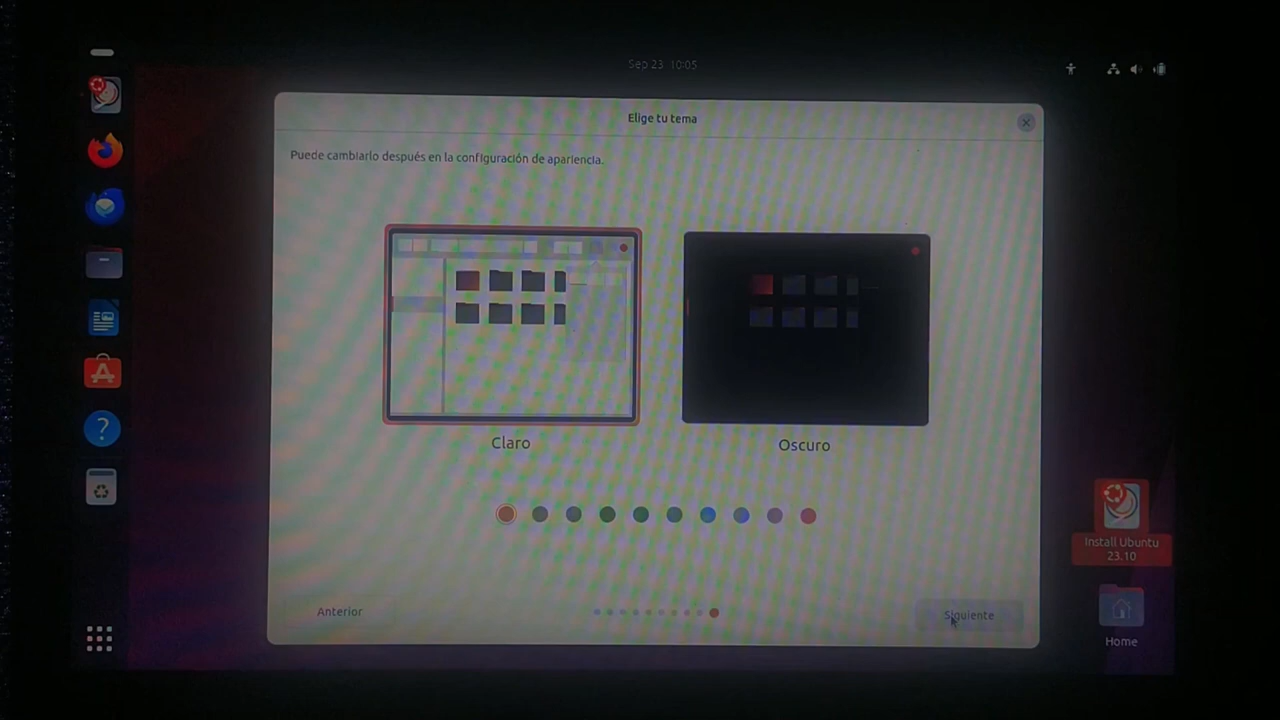 Sep 23 10:05
Elige tu tema
Puede cambiarlo después en la configuración de apariencia.
Claro
Oscuro
Install Ubuntu
23.10
Anterior
Siguiente
Home